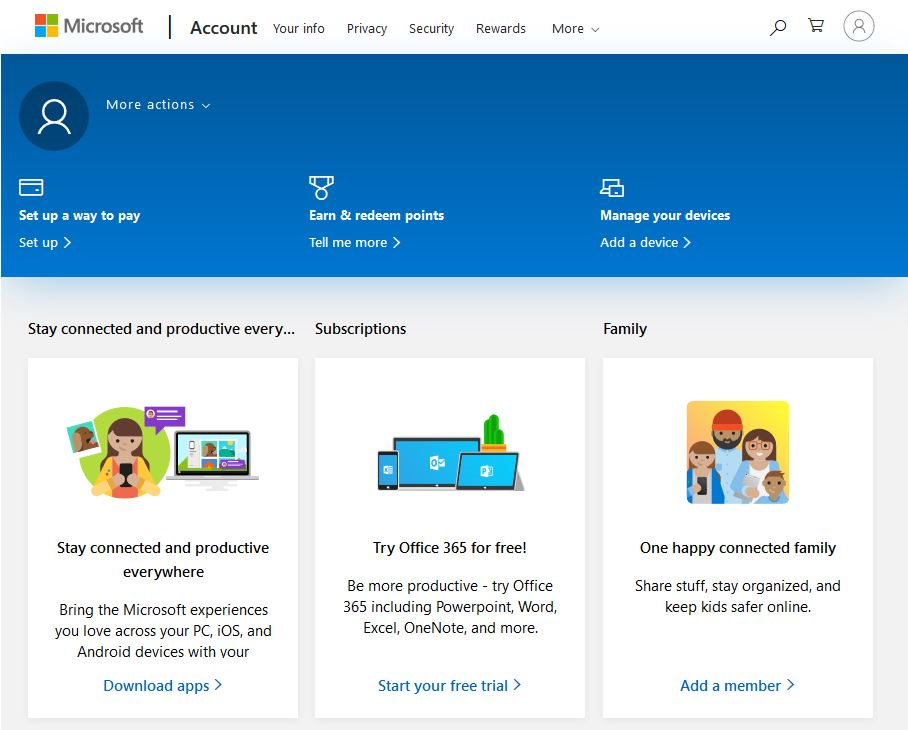 Microsoft
Account
Your info
Privacy
Security
Rewards
More
More actions
Set up a way to pay
Set up
Earn & redeem points
Tell me more
Manage your devices
Add a device
Stay connected and productive every...
Subscriptions
Family
Stay connected and productive
everywhere
Bring the Microsoft experiences
you love across your PC, iOS, and
Android devices with your
Download apps
Try Office 365 for free!
Be more productive - try Office
365 including Powerpoint, Word,
Excel, OneNote, and more.
Start your free trial
One happy connected family
Share stuff, stay organized, and
keep kids safer online.
Add a member